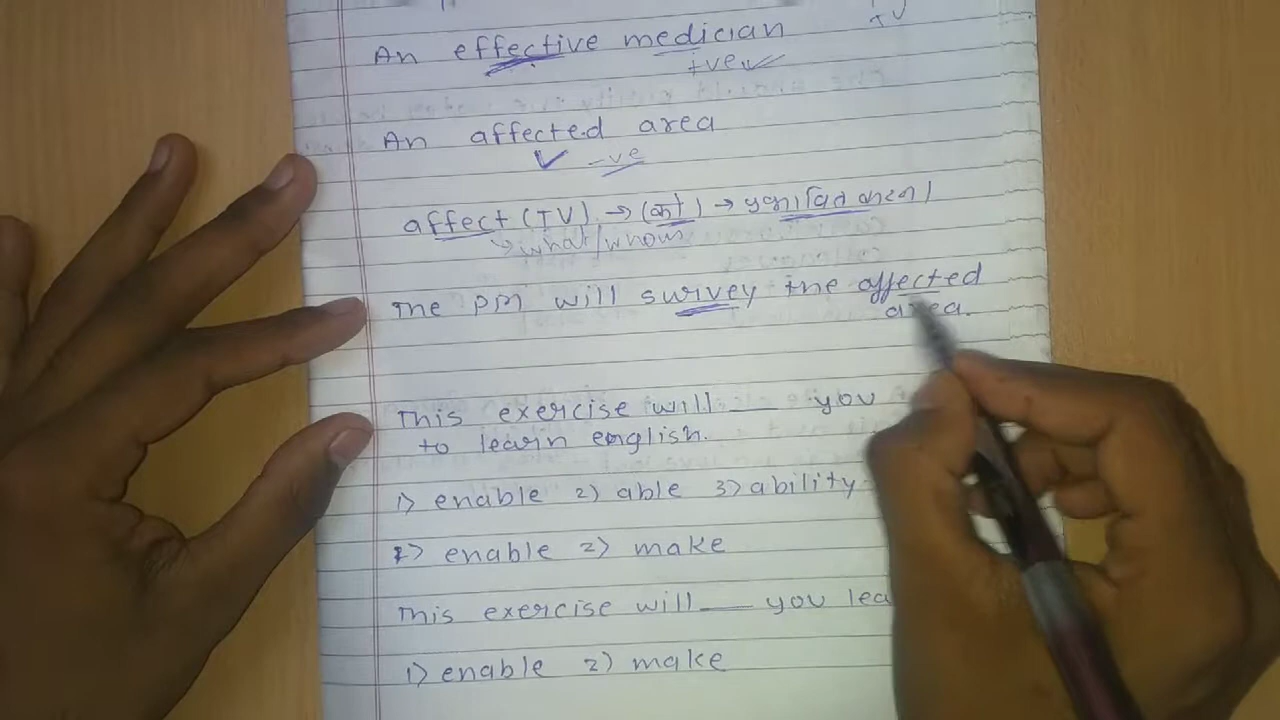 TV
An effective medician
+ve
An affected area
-ve
affect (TV) → (को) → प्रभावित करना।
what/whom
The PM will survey the affected
area.
This exercise will ___ you
to learn english.
1) enable 2) able 3) ability
1) enable 2) make
This exercise will ___ you lea
1) enable 2) make